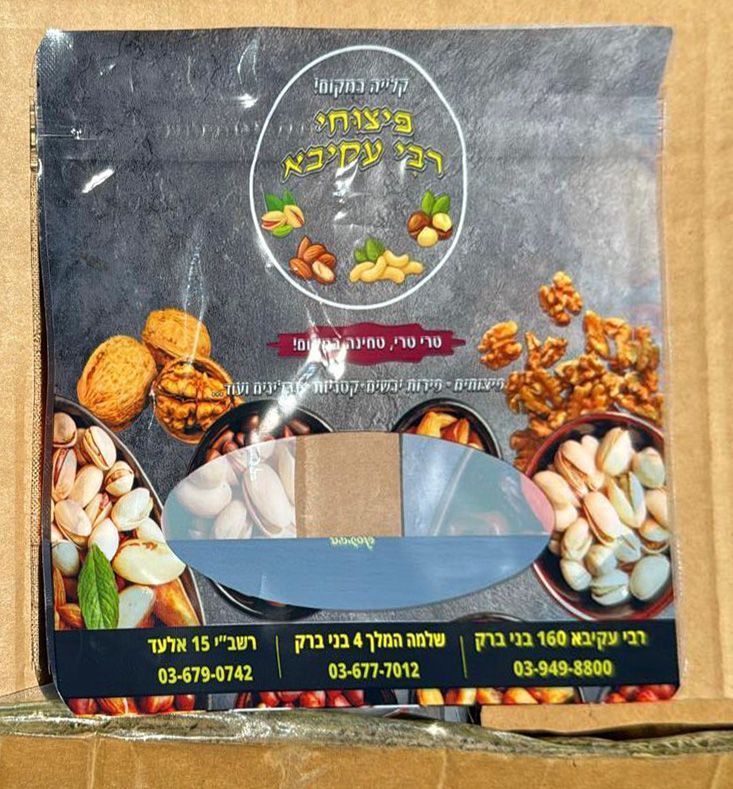 קלייה במקום!
פיצוחי
רבי עקיבא
טרי טרי, טחינה במקום!
פיצוחים - פירות יבשים - קטניות - תבלינים ועוד...
רבי עקיבא 160 בני ברק
03-949-8800
שלמה המלך 4 בני ברק
03-677-7012
רשב"י 15 אלעד
03-679-0742